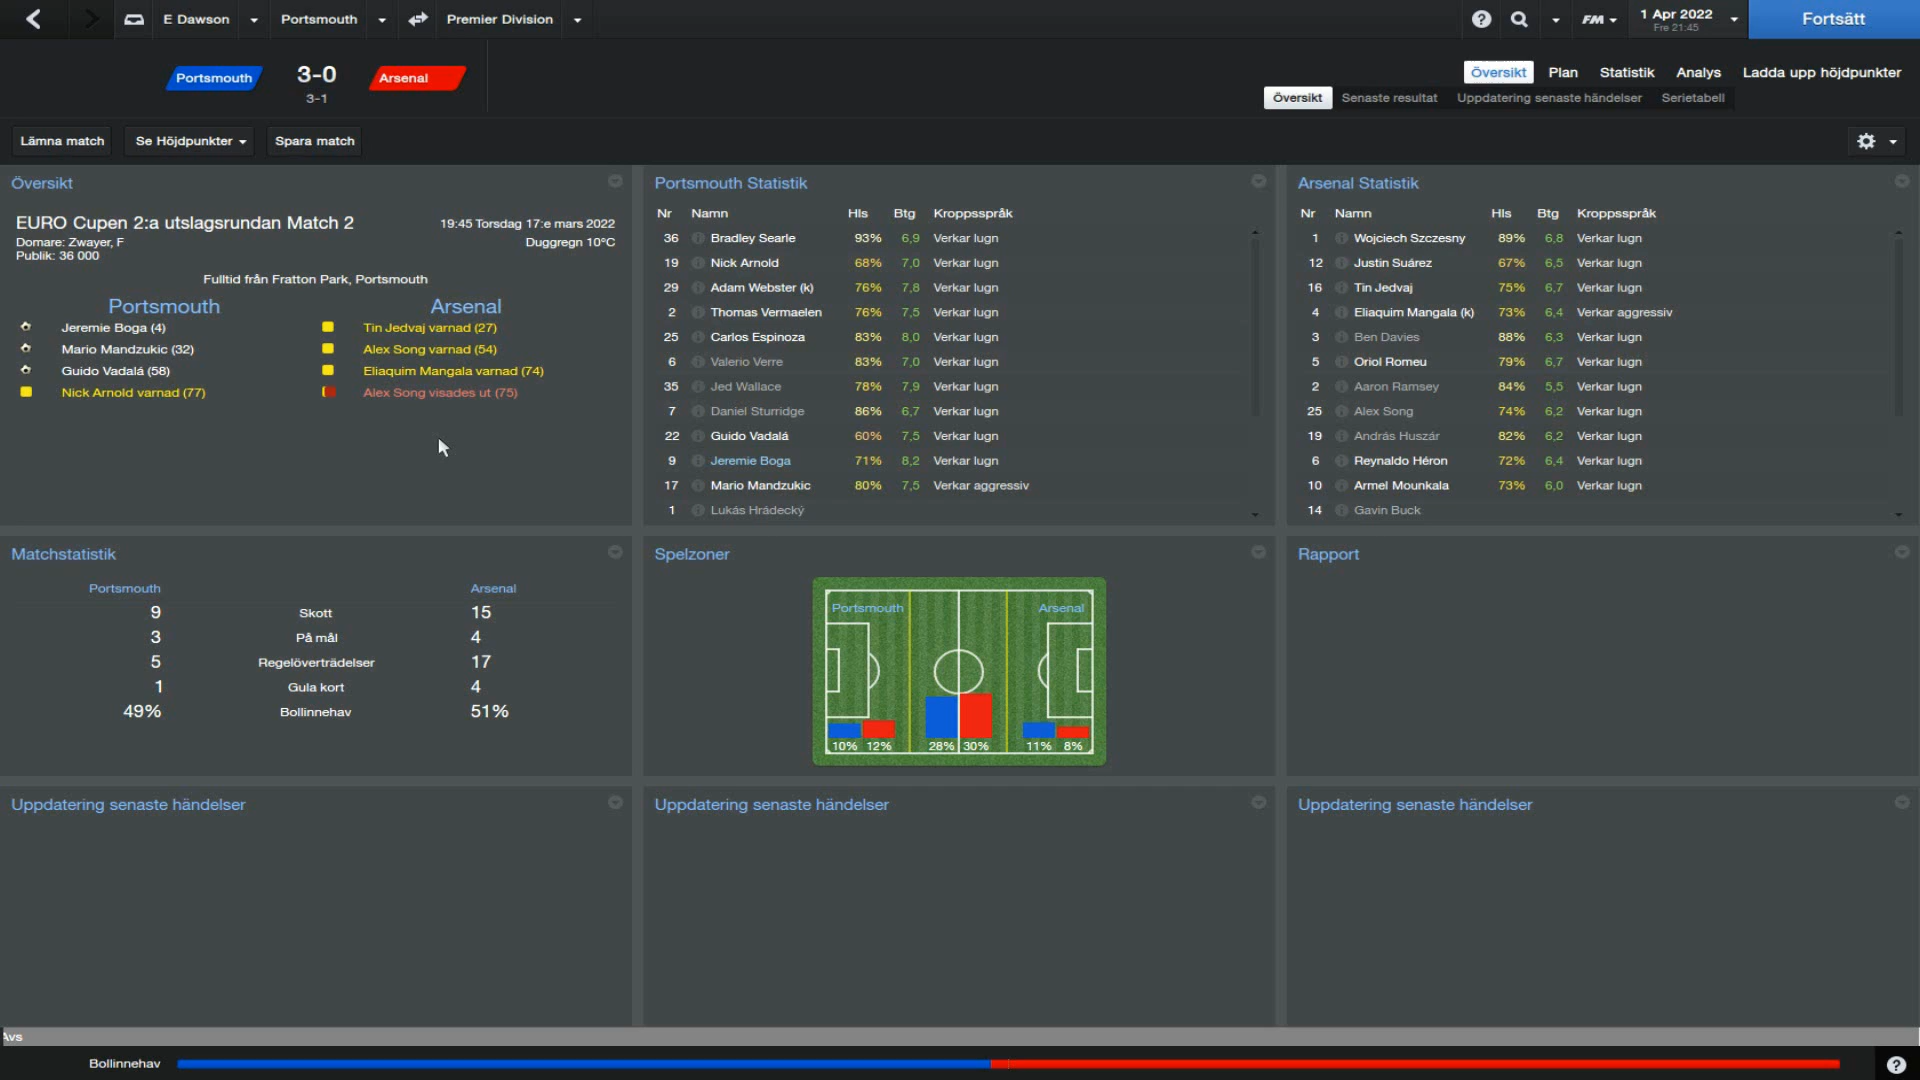 E Dawson Portsmouth Premier Division FM 1 Apr 2022 Fortsätt
Fre 21:45
Portsmouth 3-0 Arsenal
3-1
Översikt Plan Statistik Analys Ladda upp höjdpunkter
Översikt Senaste resultat Uppdatering senaste händelser Serietabell
Lämna match Se Höjdpunkter Spara match
Översikt
EURO Cupen 2:a utslagsrundan Match 2 19:45 Torsdag 17:e mars 2022
Domare: Zwayer, F Duggregn 10°C
Publik: 36 000
Fulltid från Fratton Park, Portsmouth
Portsmouth Arsenal
Jeremie Boga (4) Tin Jedvaj varnad (27)
Mario Mandzukic (32) Alex Song varnad (54)
Guido Vadalá (58) Eliaquim Mangala varnad (74)
Nick Arnold varnad (77) Alex Song visades ut (75)
Portsmouth Statistik
Nr Namn Hls Btg Kroppsspråk
36 Bradley Searle 93% 6,9 Verkar lugn
19 Nick Arnold 68% 7,0 Verkar lugn
29 Adam Webster (k) 76% 7,8 Verkar lugn
2 Thomas Vermaelen 76% 7,5 Verkar lugn
25 Carlos Espinoza 83% 8,0 Verkar lugn
6 Valerio Verre 83% 7,0 Verkar lugn
35 Jed Wallace 78% 7,9 Verkar lugn
7 Daniel Sturridge 86% 6,7 Verkar lugn
22 Guido Vadalá 60% 7,5 Verkar lugn
9 Jeremie Boga 71% 8,2 Verkar lugn
17 Mario Mandzukic 80% 7,5 Verkar aggressiv
1 Lukás Hrádecký
Arsenal Statistik
Nr Namn Hls Btg Kroppsspråk
1 Wojciech Szczesny 89% 6,8 Verkar lugn
12 Justin Suárez 67% 6,5 Verkar lugn
16 Tin Jedvaj 75% 6,7 Verkar lugn
4 Eliaquim Mangala (k) 73% 6,4 Verkar aggressiv
3 Ben Davies 88% 6,3 Verkar lugn
5 Oriol Romeu 79% 6,7 Verkar lugn
2 Aaron Ramsey 84% 5,5 Verkar lugn
25 Alex Song 74% 6,2 Verkar lugn
19 András Huszár 82% 6,2 Verkar lugn
6 Reynaldo Héron 72% 6,4 Verkar lugn
10 Armel Mounkala 73% 6,0 Verkar lugn
14 Gavin Buck
Matchstatistik
Portsmouth Arsenal
9 Skott 15
3 På mål 4
5 Regelöverträdelser 17
1 Gula kort 4
49% Bollinnehav 51%
Spelzoner
Portsmouth Arsenal
10% 12% 28% 30% 11% 8%
Rapport
Uppdatering senaste händelser
Uppdatering senaste händelser
Uppdatering senaste händelser
Avs
Bollinnehav